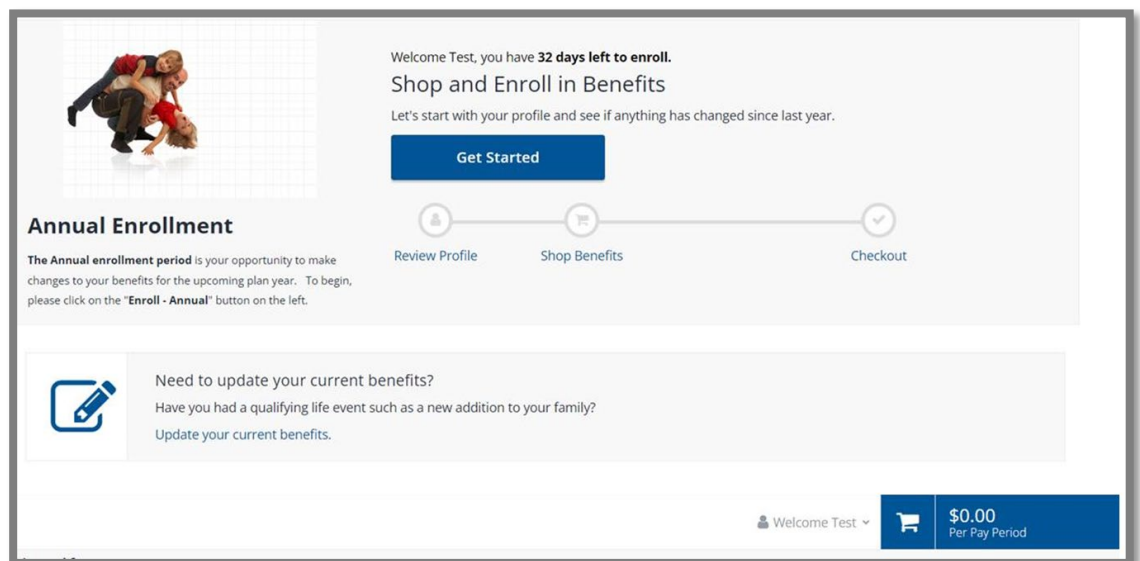 Welcome Test, you have 32 days left to enroll.
Shop and Enroll in Benefits
Let's start with your profile and see if anything has changed since last year.
Get Started
Review Profile
Shop Benefits
Checkout
Annual Enrollment
The Annual enrollment period is your opportunity to make
changes to your benefits for the upcoming plan year. To begin,
please click on the "Enroll - Annual" button on the left.
Need to update your current benefits?
Have you had a qualifying life event such as a new addition to your family?
Update your current benefits.
Welcome Test
$0.00
Per Pay Period